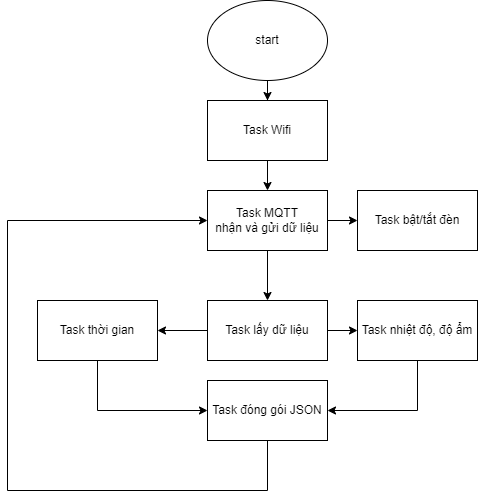 start
Task Wifi
Task MQTT
nhận và gửi dữ liệu
Task bật/tắt đèn
Task thời gian
Task lấy dữ liệu
Task nhiệt độ, độ ẩm
Task đóng gói JSON